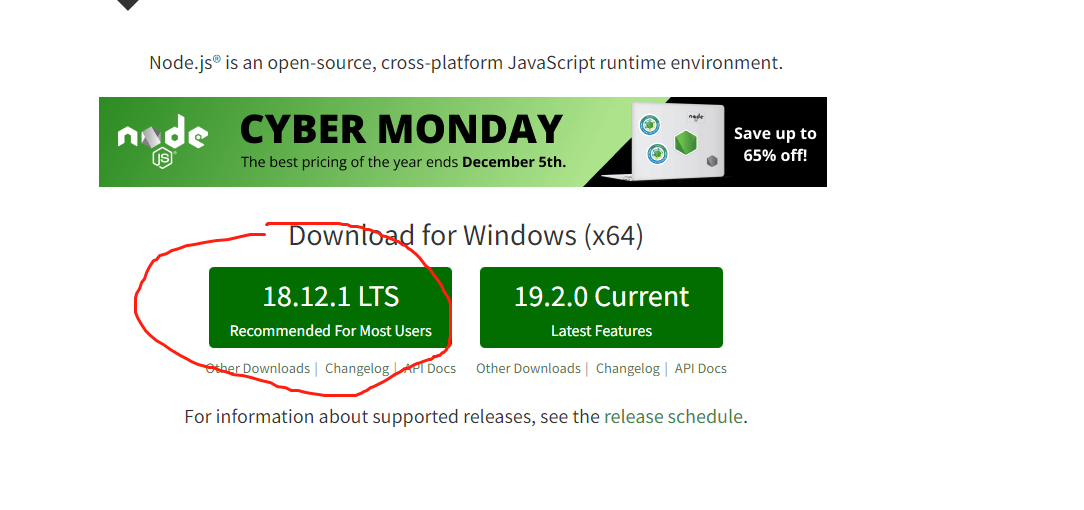 Node.js® is an open-source, cross-platform JavaScript runtime environment.
node
JS
CYBER MONDAY
The best pricing of the year ends December 5th.
node
Save up to
65% off!
Download for Windows (x64)
18.12.1 LTS
Recommended For Most Users
19.2.0 Current
Latest Features
Other Downloads | Changelog | API Docs
Other Downloads | Changelog | API Docs
For information about supported releases, see the release schedule.